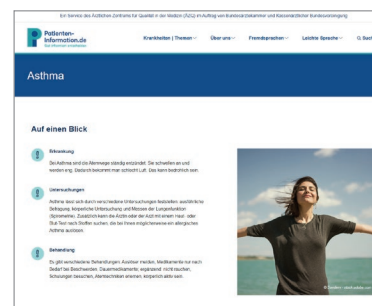 Ein Service des Ärztlichen Zentrums für Qualität in der Medizin (ÄZQ) im Auftrag von Bundesärztekammer und Kassenärztlicher Bundesvereinigung
Patienten-
Information.de
Gut informiert entscheiden
Krankheiten | Themen
Über uns
Fremdsprachen
Leichte Sprache
Asthma
Auf einen Blick
Erkrankung
Bei Asthma sind die Atemwege ständig entzündet. Sie schwellen an und
werden eng. Dadurch bekommt man schlecht Luft. Das kann bedrohlich sein.
Untersuchungen
Asthma lässt sich durch verschiedene Untersuchungen feststellen: ausführliche
Befragung, körperliche Untersuchung und Messen der Lungenfunktion
(Spirometrie). Zusätzlich kann die Ärztin oder der Arzt mit einem Haut- oder
Blut-Test nach Stoffen suchen, die bei Ihnen möglicherweise ein allergisches
Asthma auslösen.
Behandlung
Es gibt verschiedene Behandlungen: Auslöser meiden, Medikamente nur nach
Bedarf bei Beschwerden, Dauermedikamente, ergänzend: nicht rauchen,
Schulungen besuchen, Atemtechniken erlernen, körperlich aktiv sein.